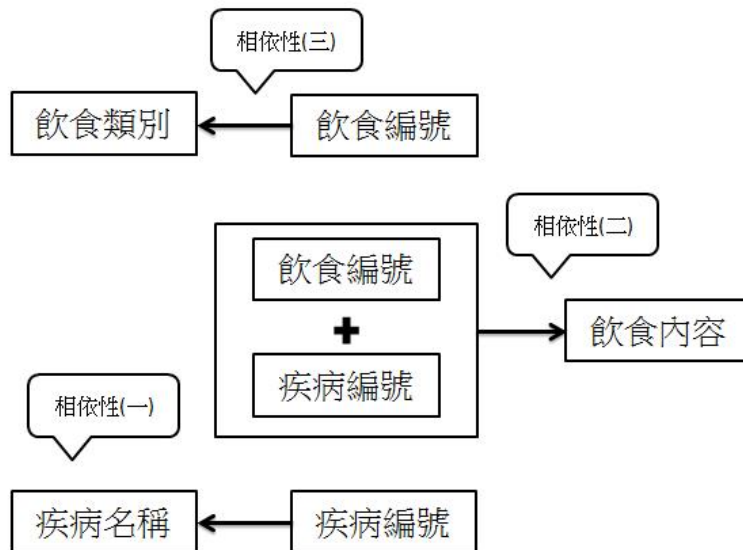 相依性(三)
飲食類別
飲食編號
相依性(二)
飲食編號
+
疾病編號
飲食內容
相依性(一)
疾病名稱
疾病編號